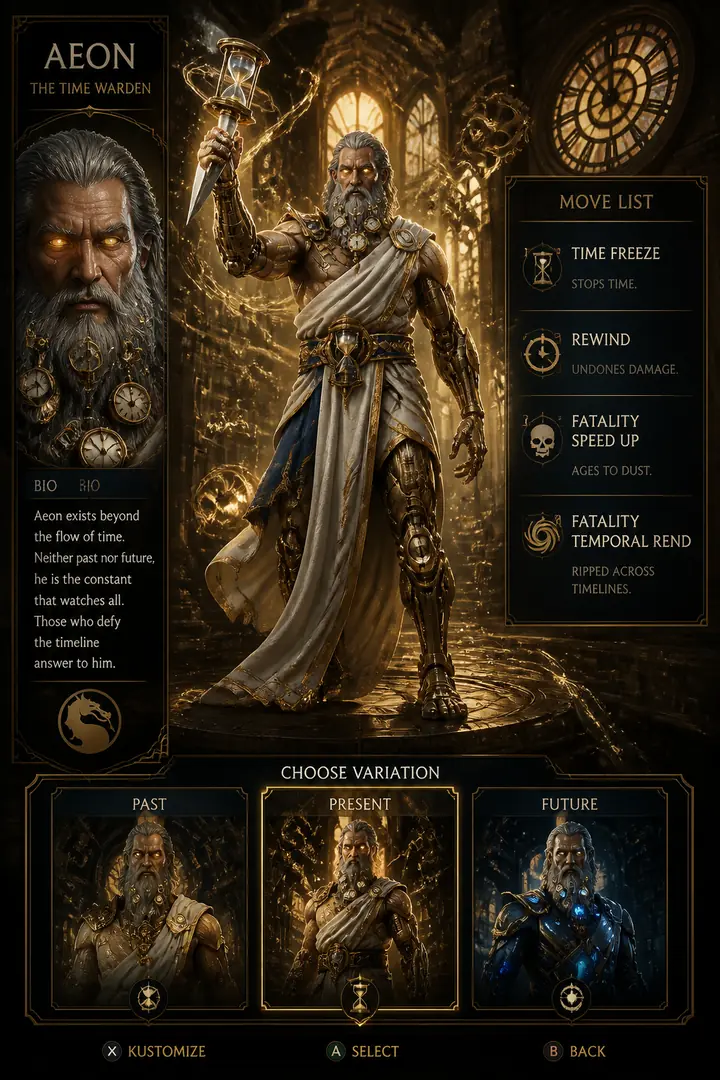 AEON
THE TIME WARDEN
BIO BIO
Aeon exists beyond
the flow of time.
Neither past nor future,
he is the constant
that watches all.
Those who defy
the timeline
answer to him.
MOVE LIST
TIME FREEZE
STOPS TIME.
REWIND
UNDONES DAMAGE.
FATALITY
SPEED UP
AGES TO DUST.
FATALITY
TEMPORAL REND
RIPPED ACROSS
TIMELINES.
CHOOSE VARIATION
PAST
PRESENT
FUTURE
X KUSTOMIZE
A SELECT
B BACK